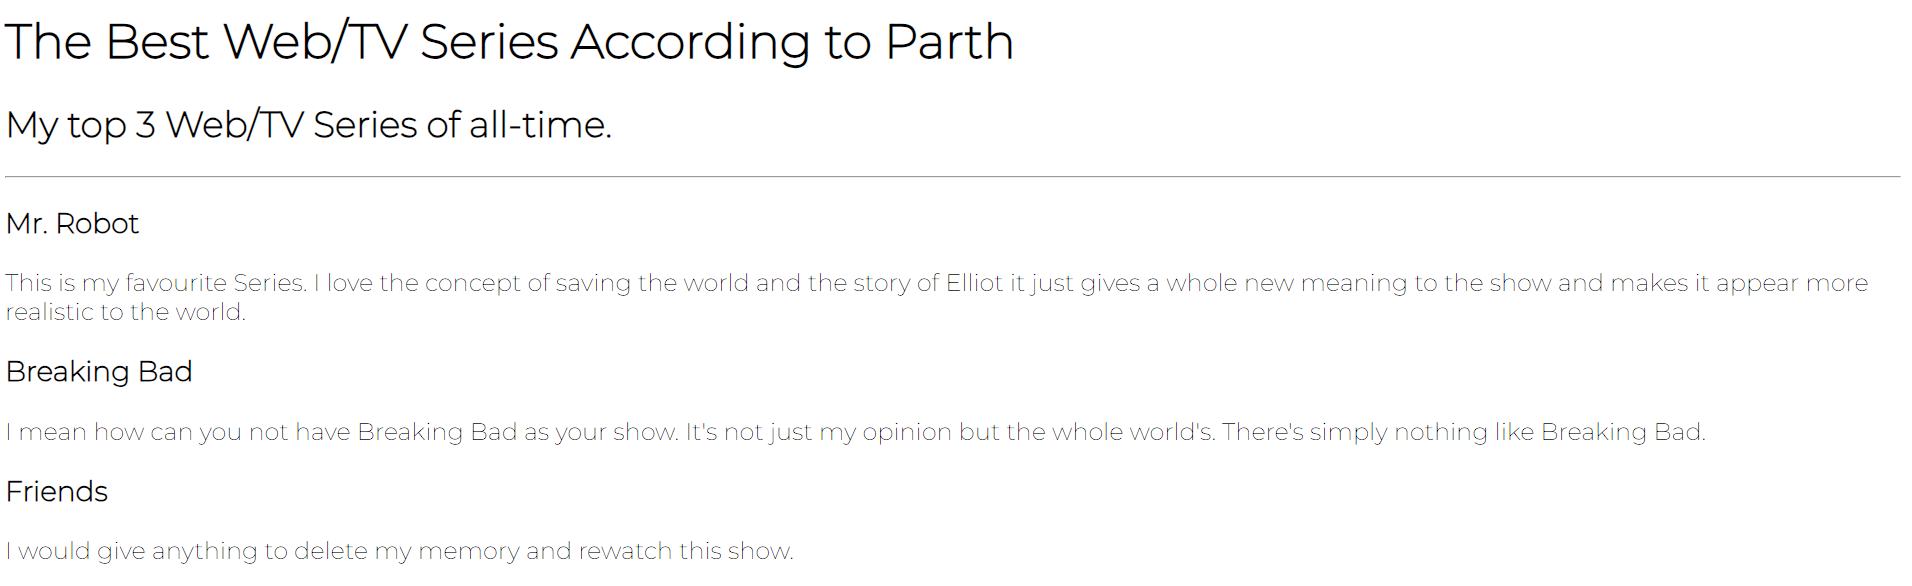 The Best Web/TV Series According to Parth
My top 3 Web/TV Series of all-time.
Mr. Robot
This is my favourite Series. I love the concept of saving the world and the story of Elliot it just gives a whole new meaning to the show and makes it appear more
realistic to the world.
Breaking Bad
I mean how can you not have Breaking Bad as your show. It's not just my opinion but the whole world's. There's simply nothing like Breaking Bad.
Friends
I would give anything to delete my memory and rewatch this show.